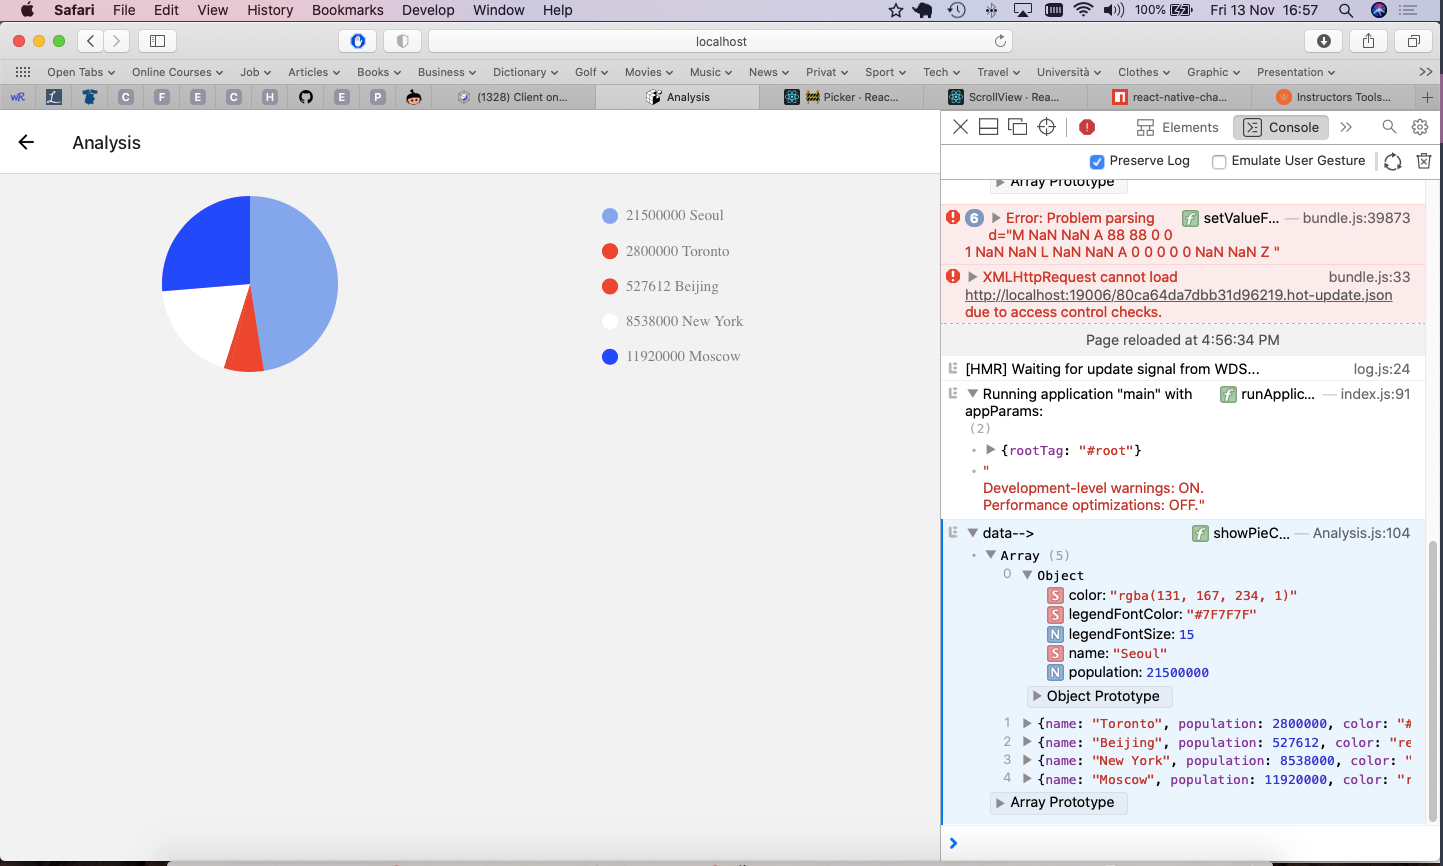 Safari File Edit View History Bookmarks Develop Window Help 100% Fri 13 Nov 16:57
localhost
Open Tabs Online Courses Job Articles Books Business Dictionary Golf Movies Music News Privat Sport Tech Travel Università Clothes Graphic Presentation
WR L C F E C H E P (1328) Client on... Analysis Picker · Reac... ScrollView · Rea... react-native-cha... Instructors Tools...
Analysis
21500000 Seoul
2800000 Toronto
527612 Beijing
8538000 New York
11920000 Moscow
Elements Console
Preserve Log Emulate User Gesture
Array Prototype
6 Error: Problem parsing setValueF... — bundle.js:39873
d="M NaN NaN A 88 88 0 0
1 NaN NaN L NaN NaN A 0 0 0 0 0 NaN NaN Z "
XMLHttpRequest cannot load bundle.js:33
http://localhost:19006/80ca64da7dbb31d96219.hot-update.json
due to access control checks.
Page reloaded at 4:56:34 PM
[HMR] Waiting for update signal from WDS... log.js:24
Running application "main" with runApplic... — index.js:91
appParams:
(2)
{rootTag: "#root"}
"
Development-level warnings: ON.
Performance optimizations: OFF."
data--> showPieC... — Analysis.js:104
Array (5)
0 Object
S color: "rgba(131, 167, 234, 1)"
S legendFontColor: "#7F7F7F"
N legendFontSize: 15
S name: "Seoul"
N population: 21500000
Object Prototype
1 {name: "Toronto", population: 2800000, color: "#
2 {name: "Beijing", population: 527612, color: "re
3 {name: "New York", population: 8538000, color: "
4 {name: "Moscow", population: 11920000, color: "r
Array Prototype